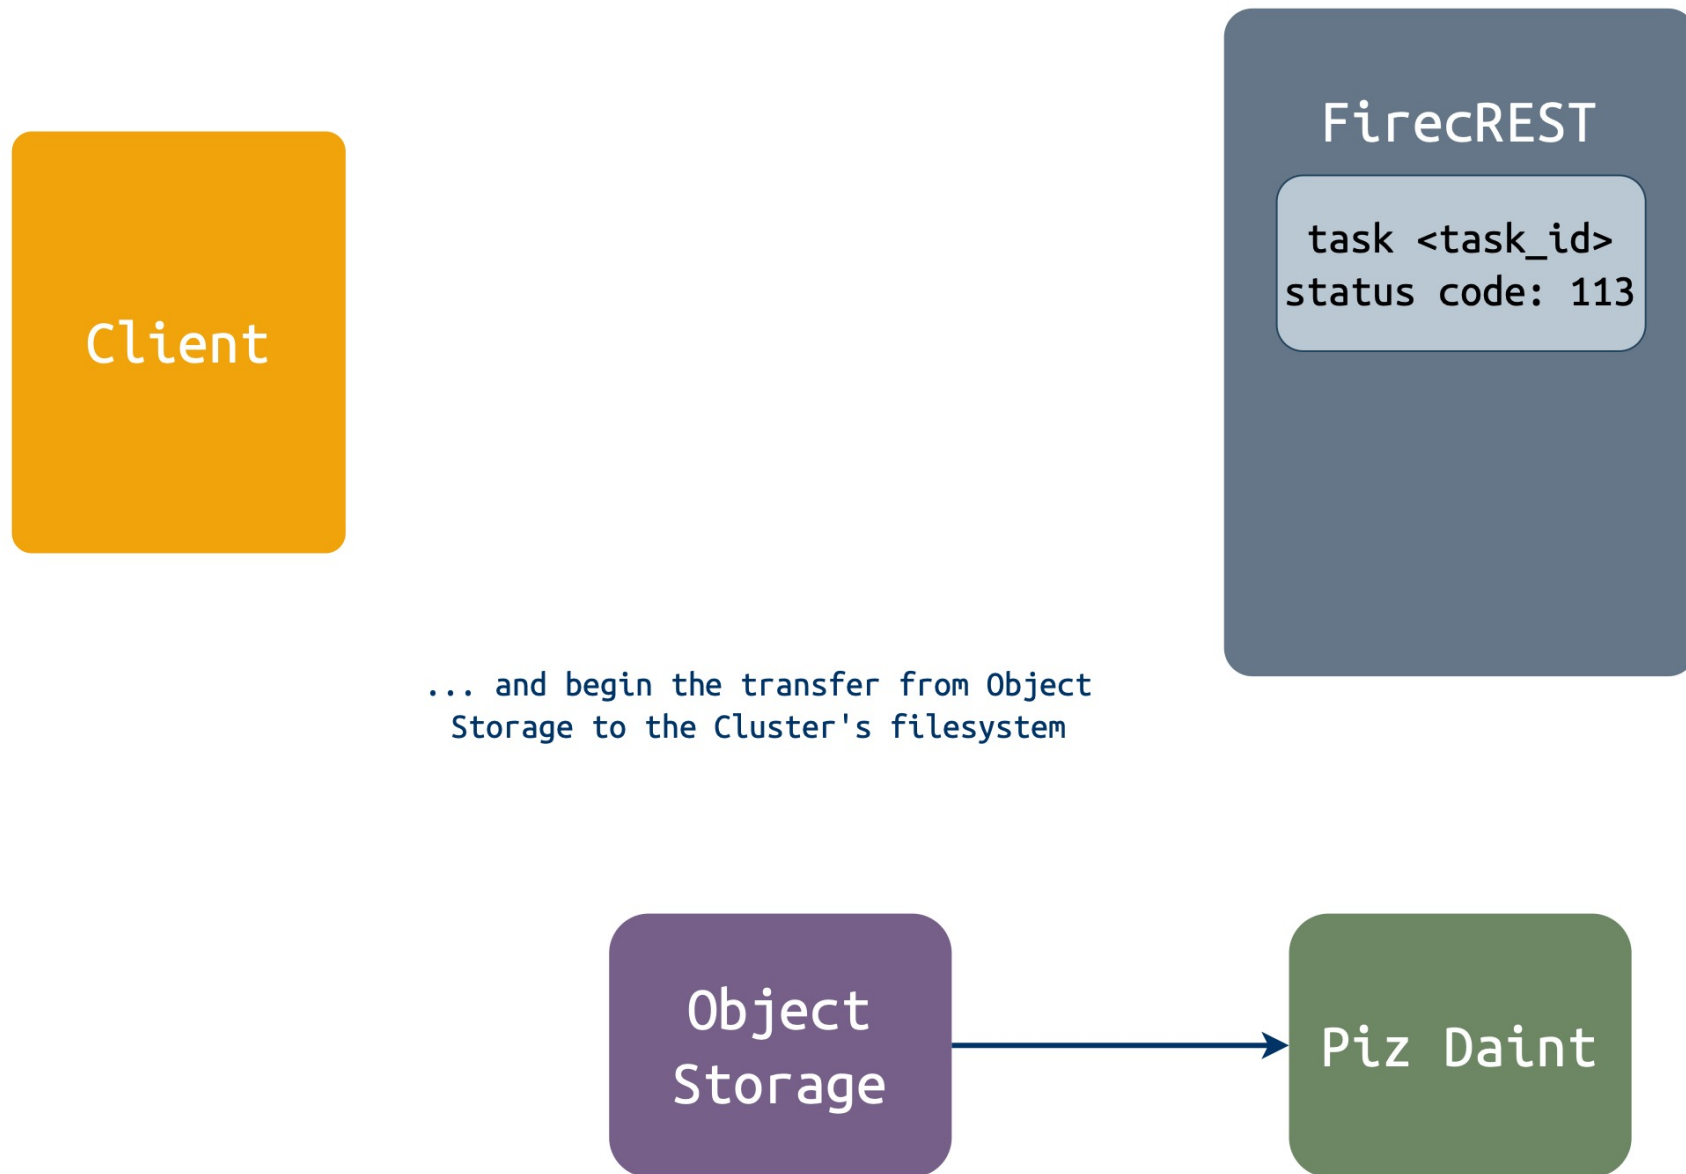 FirecREST
task <task_id>
status code: 113
Client
... and begin the transfer from Object
Storage to the Cluster's filesystem
Object
Storage
Piz Daint